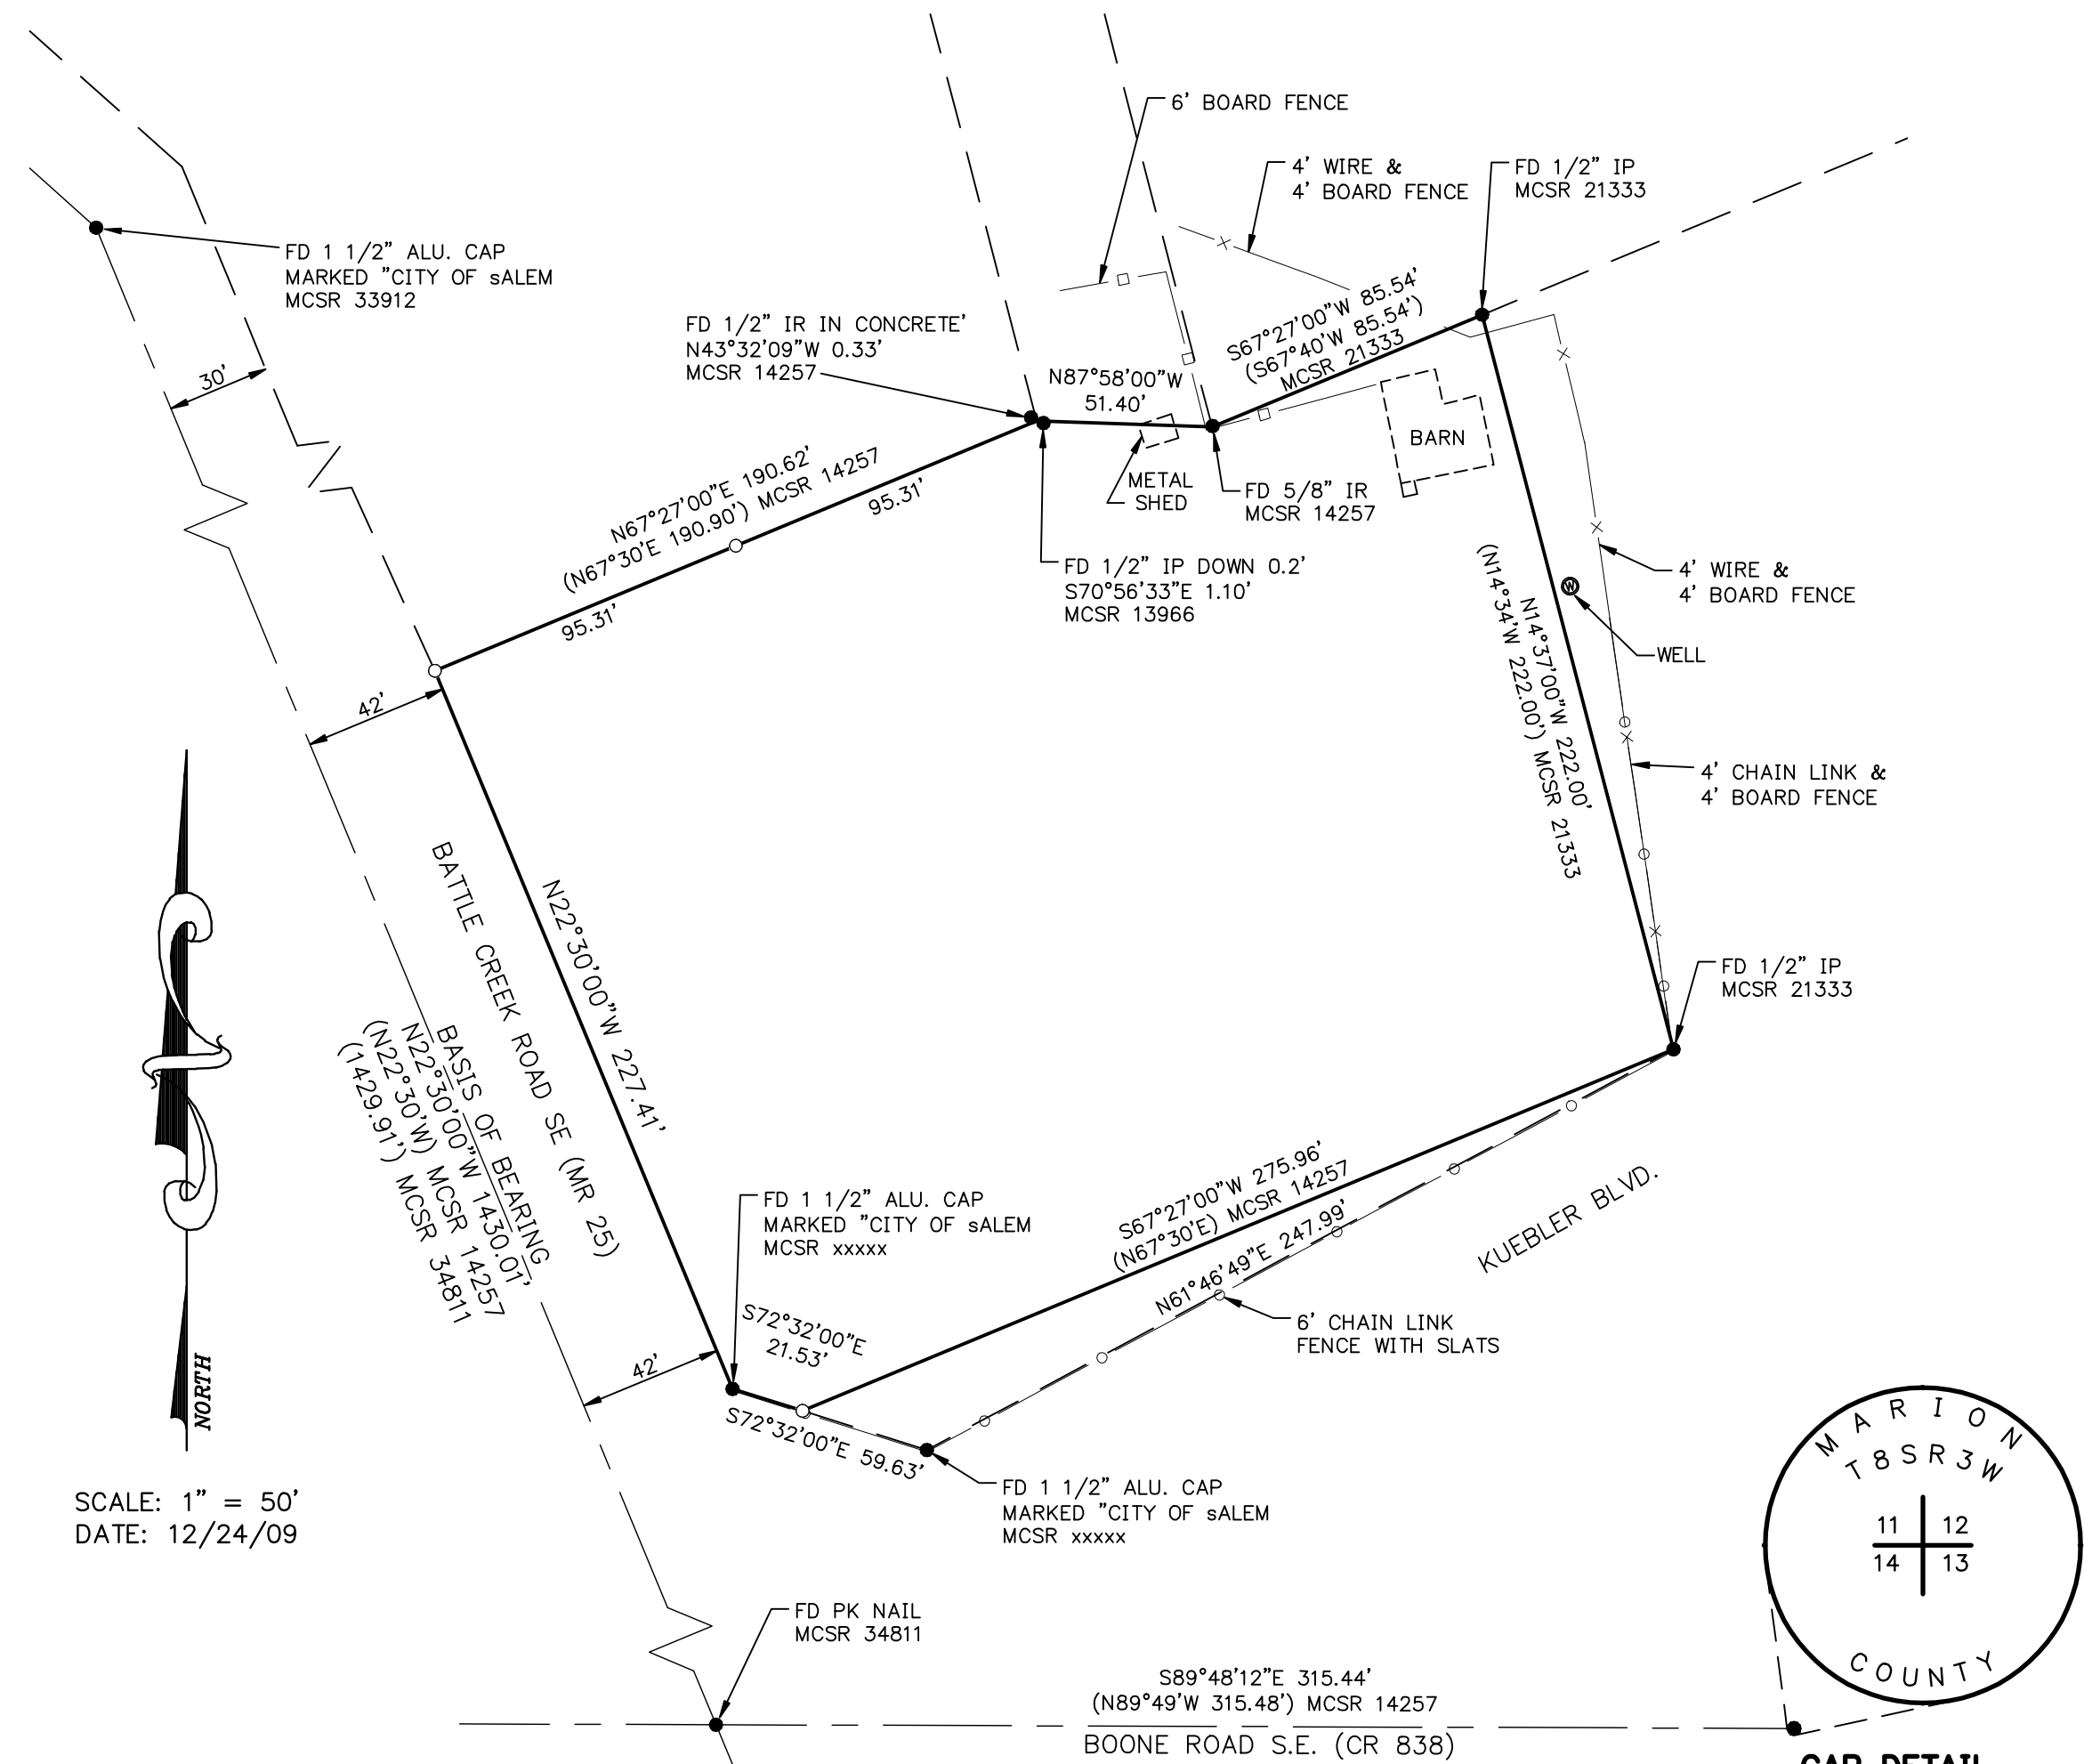 6' BOARD FENCE
4' WIRE &
4' BOARD FENCE
FD 1/2" IP
MCSR 21333
FD 1 1/2" ALU. CAP
MARKED "CITY OF sALEM
MCSR 33912
30'
FD 1/2" IR IN CONCRETE'
N43°32'09"W 0.33'
MCSR 14257
S67°27'00"W 85.54'
(S67°40'W 85.54')
MCSR 21333
N87°58'00"W
51.40'
BARN
METAL
SHED
FD 5/8" IR
MCSR 14257
N67°27'00"E 190.62'
(N67°30'E 190.90') MCSR 14257
95.31'
95.31'
FD 1/2" IP DOWN 0.2'
S70°56'33"E 1.10'
MCSR 13966
4' WIRE &
4' BOARD FENCE
W
WELL
N14°37'00"W 222.00'
(N14°34'W 222.00') MCSR 21333
42'
4' CHAIN LINK &
4' BOARD FENCE
BATTLE CREEK ROAD SE (MR 25)
N22°30'00"W 227.41'
FD 1/2" IP
MCSR 21333
BASIS OF BEARING
N22°30'00"W 1430.01'
(N22°30'W) MCSR 14257
(1429.91') MCSR 34811
FD 1 1/2" ALU. CAP
MARKED "CITY OF sALEM
MCSR xxxxx
S67°27'00"W 275.96'
(N67°30'E) MCSR 14257
N61°46'49"E 247.99'
KUEBLER BLVD.
S72°32'00"E
21.53'
6' CHAIN LINK
FENCE WITH SLATS
42'
S72°32'00"E 59.63'
FD 1 1/2" ALU. CAP
MARKED "CITY OF sALEM
MCSR xxxxx
NORTH
SCALE: 1" = 50'
DATE: 12/24/09
MARION
T8SR3W
11 12
14 13
COUNTY
FD PK NAIL
MCSR 34811
S89°48'12"E 315.44'
(N89°49'W 315.48') MCSR 14257
BOONE ROAD S.E. (CR 838)
CAP DETAIL